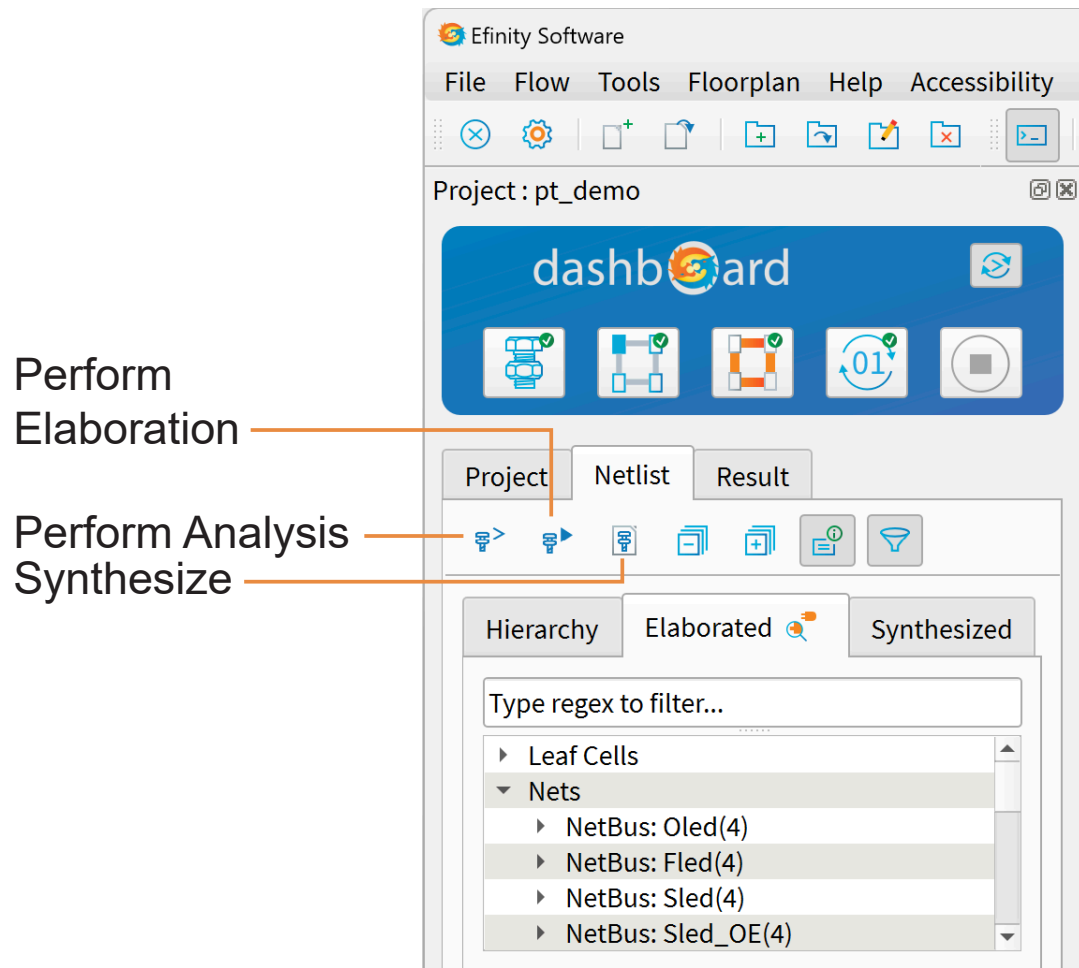 Efinity Software
File Flow Tools Floorplan Help Accessibility
Project : pt_demo
dashboard
01
Perform
Elaboration
Project Netlist Result
Perform Analysis
Synthesize
Hierarchy Elaborated Synthesized
Type regex to filter...
Leaf Cells
Nets
NetBus: Oled(4)
NetBus: Fled(4)
NetBus: Sled(4)
NetBus: Sled_OE(4)